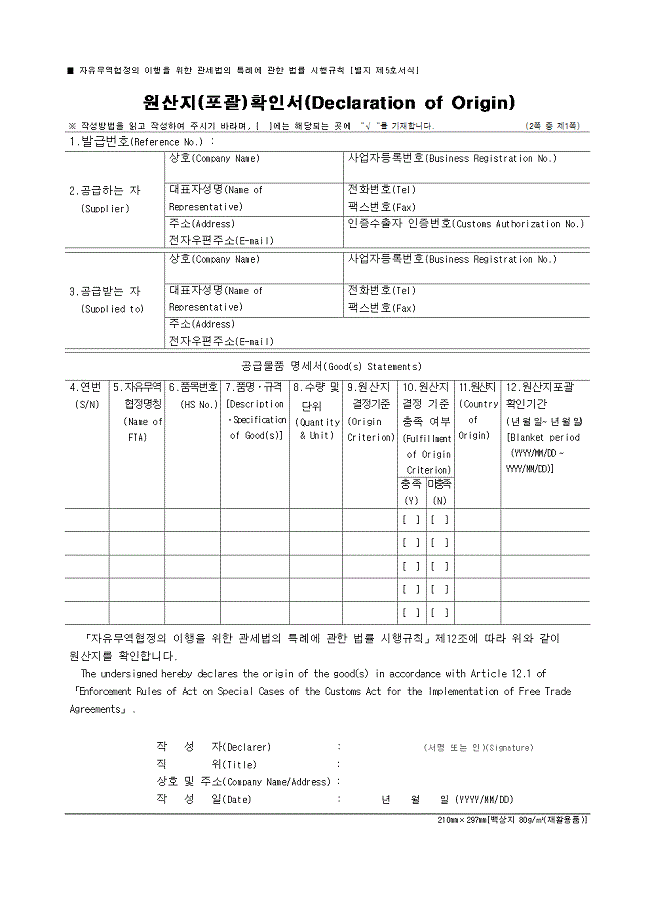 ■ 자유무역협정의 이행을 위한 관세법의 특례에 관한 법률 시행규칙 [별지 제5호서식]
원산지(포괄)확인서(Declaration of Origin)
※ 작성방법을 읽고 작성하여 주시기 바라며, [  ]에는 해당되는 곳에 "√ "를 기재합니다. (2쪽 중 제1쪽)
1.발급번호(Reference No.) :
2.공급하는 자
(Supplier)
상호(Company Name)
사업자등록번호(Business Registration No.)
대표자성명(Name of
Representative)
전화번호(Tel)
팩스번호(Fax)
주소(Address)
전자우편주소(E-mail)
인증수출자 인증번호(Customs Authorization No.)
3.공급받는 자
(Supplied to)
상호(Company Name)
사업자등록번호(Business Registration No.)
대표자성명(Name of
Representative)
전화번호(Tel)
팩스번호(Fax)
주소(Address)
전자우편주소(E-mail)
공급물품 명세서(Good(s) Statements)
4.연번
(S/N)
5.자유무역
협정명칭
(Name of
FTA)
6.품목번호
(HS No.)
7.품명·규격
[Description
·Specification
of Good(s)]
8.수량 및
단위
(Quantity
& Unit)
9.원산지
결정기준
(Origin
Criterion)
10.원산지
결정 기준
충족 여부
(Fulfillment
of Origin
Criterion)
충족
(Y)
미충족
(N)
11.원산지
(Country
of
Origin)
12.원산지포괄
확인기간
(년 월 일~ 년 월 일)
[Blanket period
(YYYY/MM/DD ~
YYYY/MM/DD)]
[  ] [  ]
[  ] [  ]
[  ] [  ]
[  ] [  ]
[  ] [  ]
「자유무역협정의 이행을 위한 관세법의 특례에 관한 법률 시행규칙」제12조에 따라 위와 같이
원산지를 확인합니다.
The undersigned hereby declares the origin of the good(s) in accordance with Article 12.1 of
「Enforcement Rules of Act on Special Cases of the Customs Act for the Implementation of Free Trade
Agreements」.
작 성 자(Declarer) : (서명 또는 인)(Signature)
직 위(Title) :
상호 및 주소(Company Name/Address) :
작 성 일(Date) : 년 월 일 (YYYY/MM/DD)
210mm×297mm[백상지 80g/㎡(재활용품)]